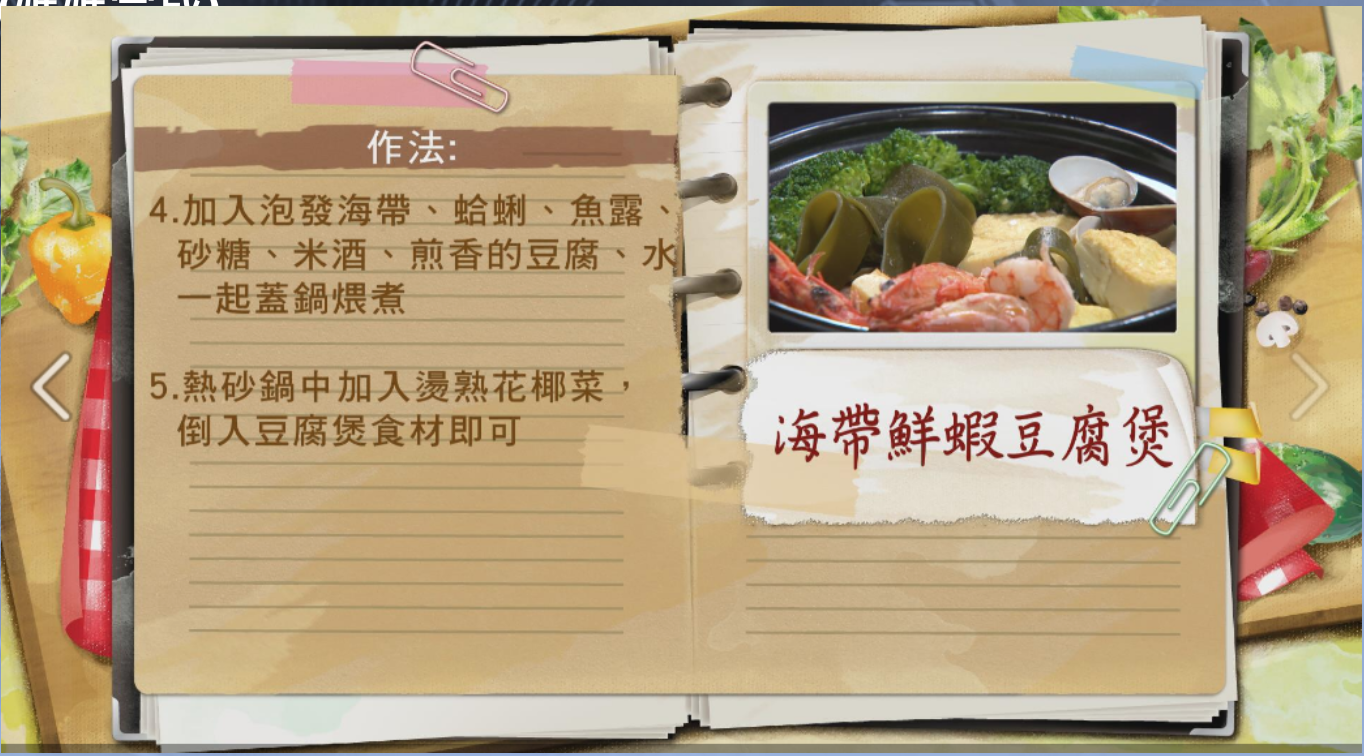 作法:
4.加入泡發海帶、蛤蜊、魚露、
砂糖、米酒、煎香的豆腐、水
一起蓋鍋煨煮
5.熱砂鍋中加入燙熟花椰菜，
倒入豆腐煲食材即可
海帶鮮蝦豆腐煲